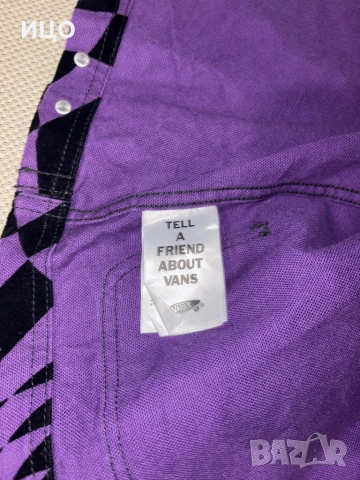 ИЦО
TELL
A
FRIEND
ABOUT
VANS
VANS
BAZAR